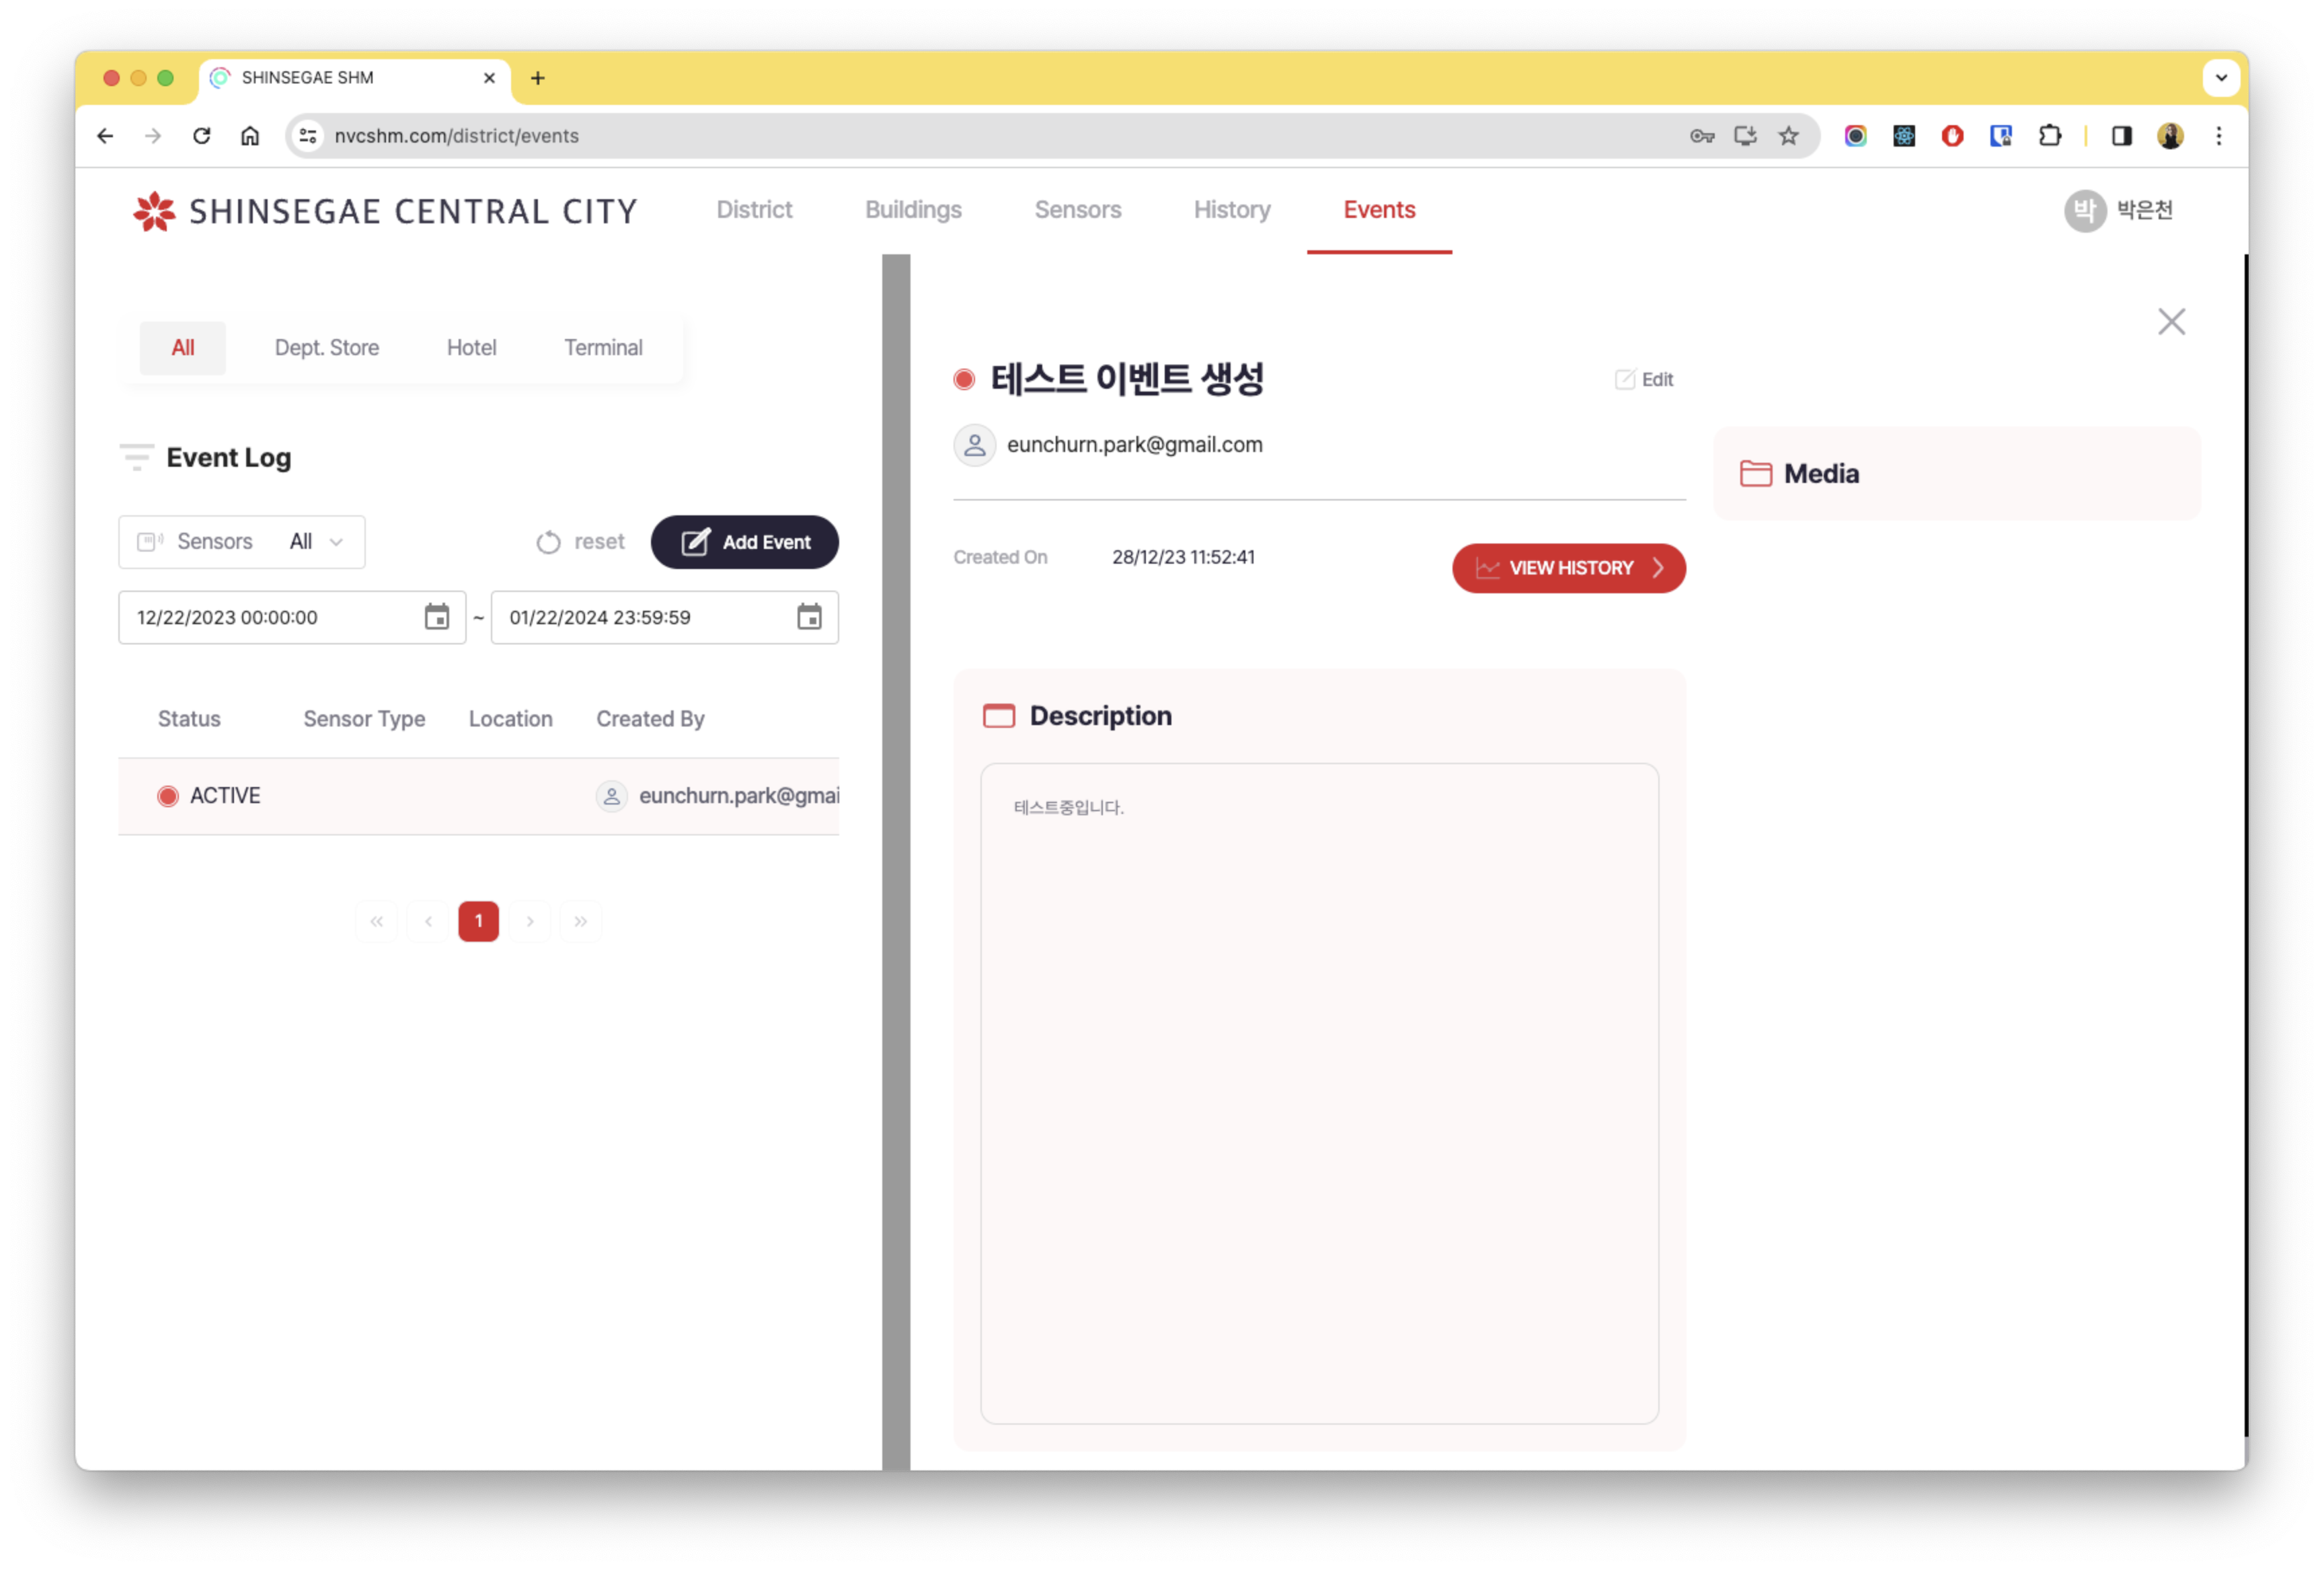 SHINSEGAE SHM
nvcshm.com/district/events
SHINSEGAE CENTRAL CITY
District
Buildings
Sensors
History
Events
박
박은천
All
Dept. Store
Hotel
Terminal
Event Log
Sensors All
reset
Add Event
12/22/2023 00:00:00 ~ 01/22/2024 23:59:59
Status
Sensor Type
Location
Created By
ACTIVE
eunchurn.park@gmai
1
테스트 이벤트 생성
Edit
eunchurn.park@gmail.com
Created On
28/12/23 11:52:41
VIEW HISTORY
Description
테스트중입니다.
Media